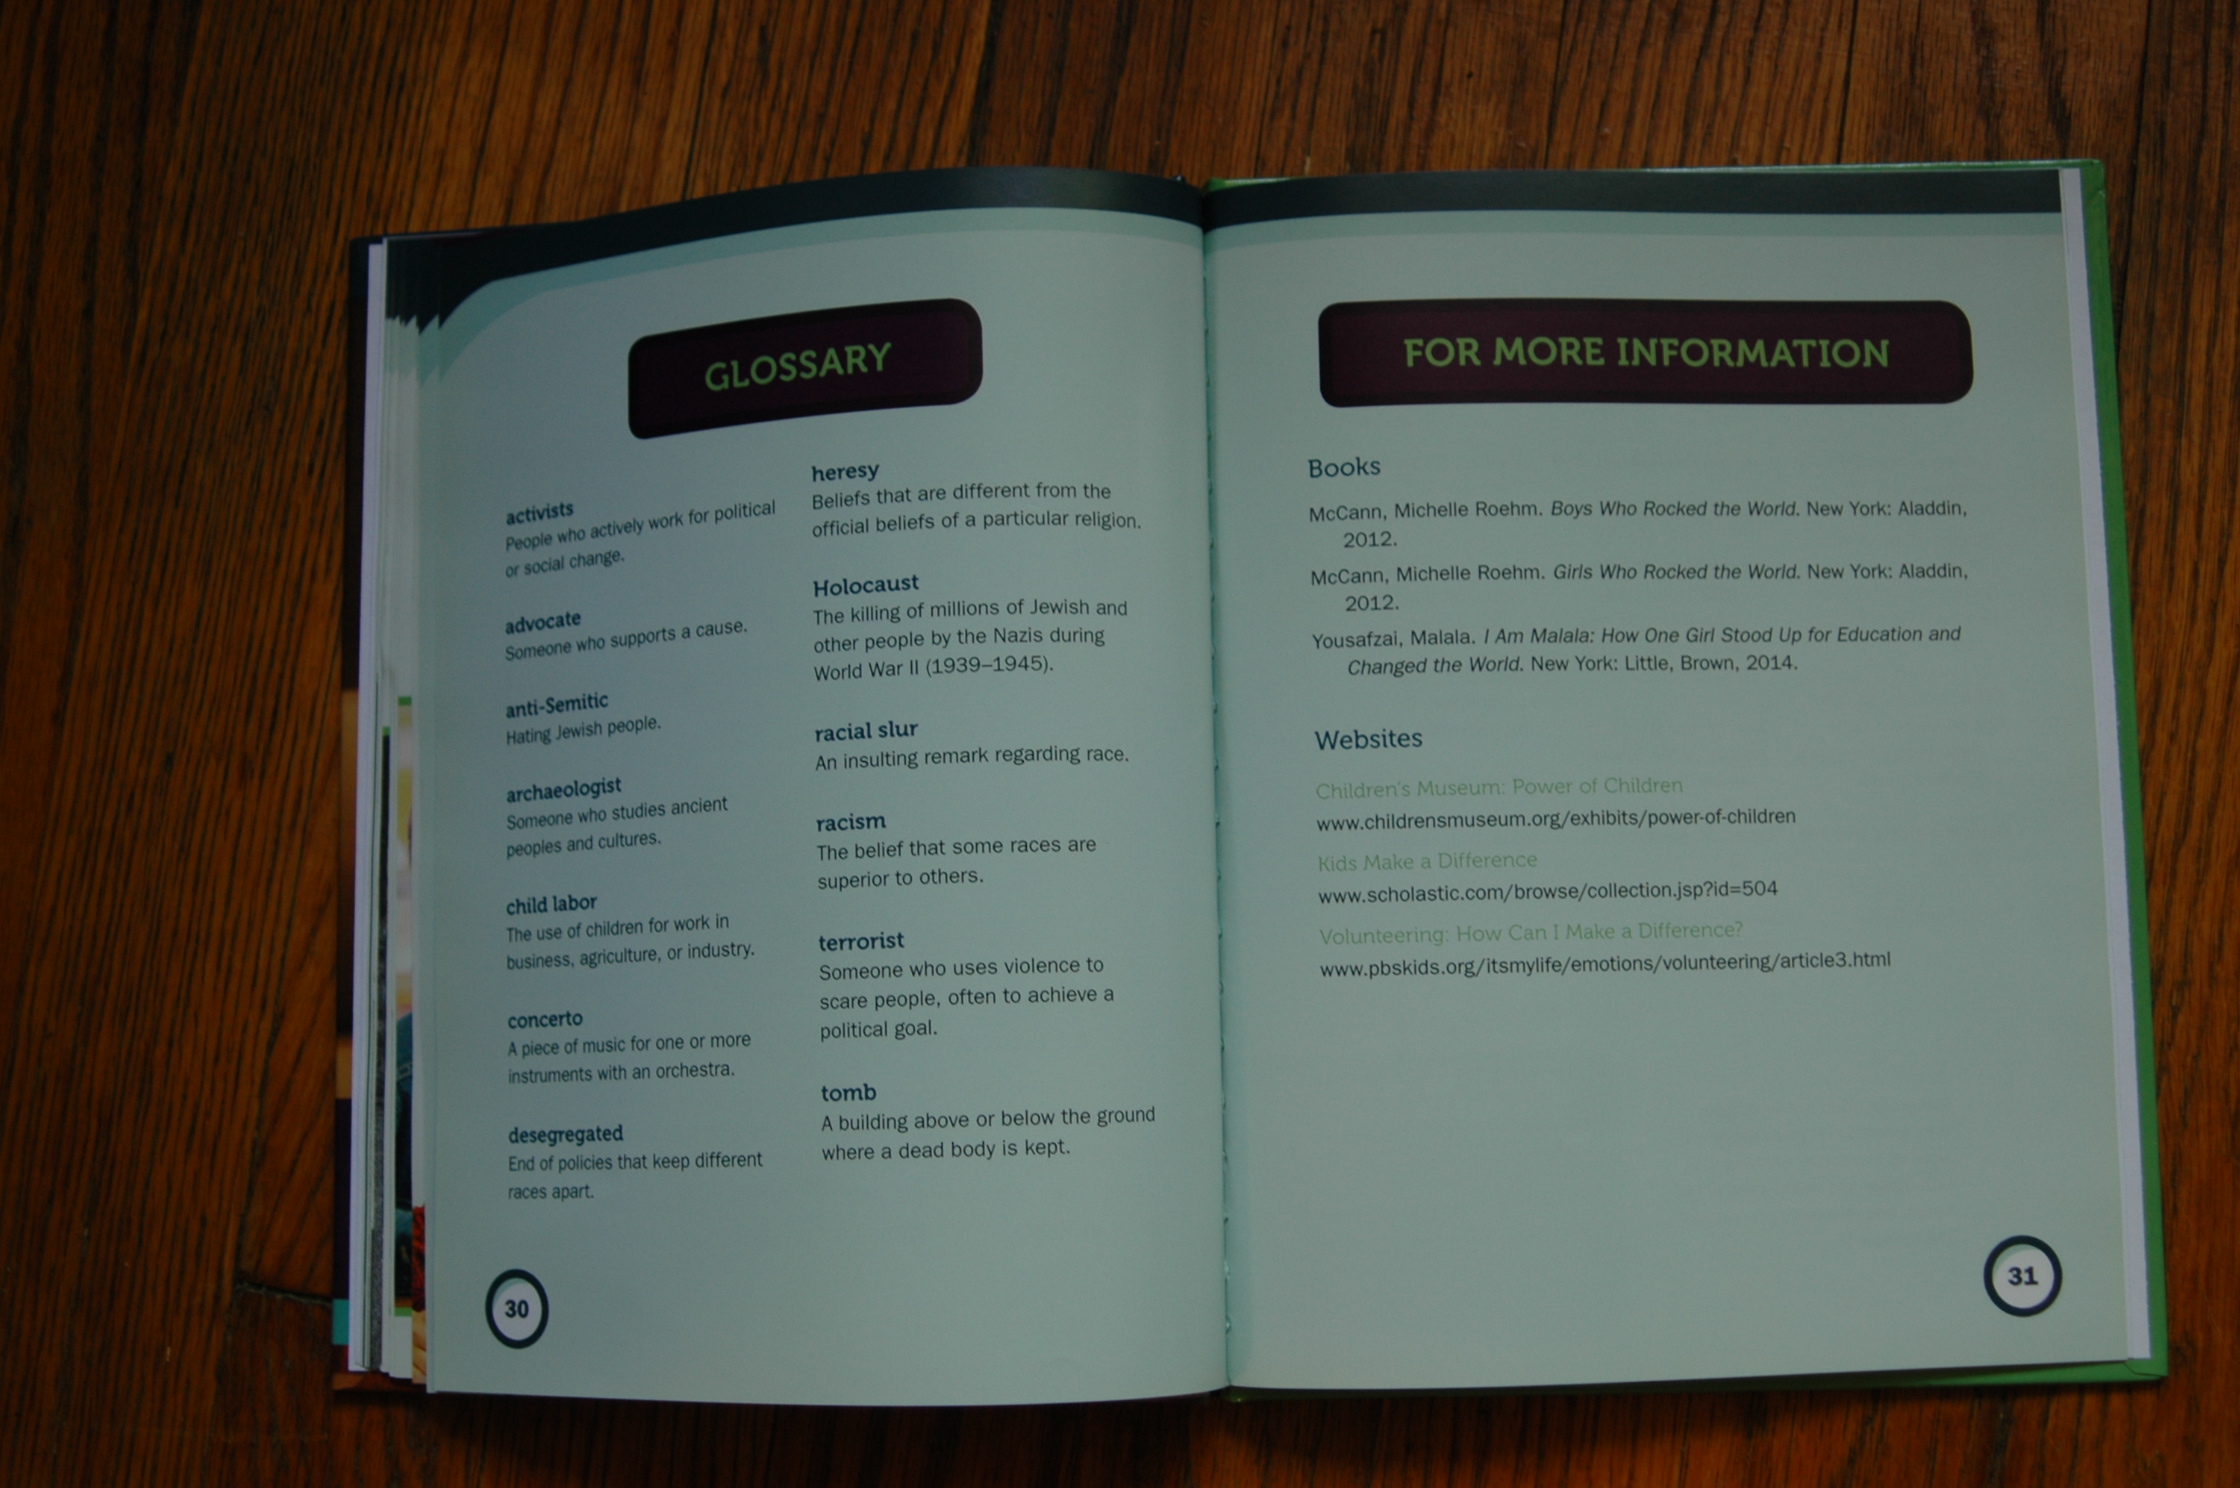 GLOSSARY
activists
People who actively work for political
or social change.
advocate
Someone who supports a cause.
anti-Semitic
Hating Jewish people.
archaeologist
Someone who studies ancient
peoples and cultures.
child labor
The use of children for work in
business, agriculture, or industry.
concerto
A piece of music for one or more
instruments with an orchestra.
desegregated
End of policies that keep different
races apart.
heresy
Beliefs that are different from the
official beliefs of a particular religion.
Holocaust
The killing of millions of Jewish and
other people by the Nazis during
World War II (1939–1945).
racial slur
An insulting remark regarding race.
racism
The belief that some races are
superior to others.
terrorist
Someone who uses violence to
scare people, often to achieve a
political goal.
tomb
A building above or below the ground
where a dead body is kept.
30
FOR MORE INFORMATION
Books
McCann, Michelle Roehm. Boys Who Rocked the World. New York: Aladdin,
2012.
McCann, Michelle Roehm. Girls Who Rocked the World. New York: Aladdin,
2012.
Yousafzai, Malala. I Am Malala: How One Girl Stood Up for Education and
Changed the World. New York: Little, Brown, 2014.
Websites
Children's Museum: Power of Children
www.childrensmuseum.org/exhibits/power-of-children
Kids Make a Difference
www.scholastic.com/browse/collection.jsp?id=504
Volunteering: How Can I Make a Difference?
www.pbskids.org/itsmylife/emotions/volunteering/article3.html
31